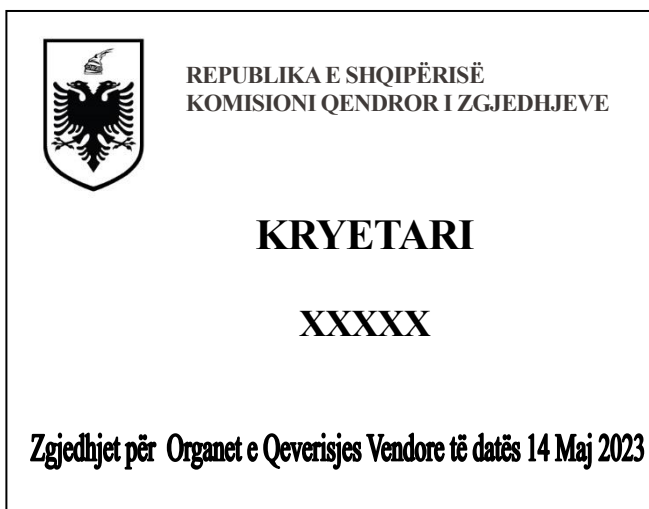 REPUBLIKA E SHQIPËRISË
KOMISIONI QENDROR I ZGJEDHJEVE
KRYETARI
XXXXX
Zgjedhjet për Organet e Qeverisjes Vendore të datës 14 Maj 2023